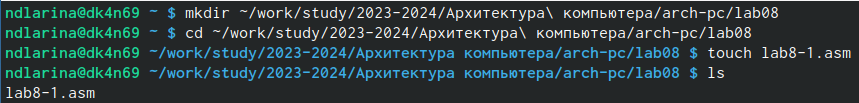 ndlarina@dk4n69 ~ $ mkdir ~/work/study/2023-2024/Архитектура\ компьютера/arch-pc/lab08
ndlarina@dk4n69 ~ $ cd ~/work/study/2023-2024/Архитектура\ компьютера/arch-pc/lab08
ndlarina@dk4n69 ~/work/study/2023-2024/Архитектура компьютера/arch-pc/lab08 $ touch lab8-1.asm
ndlarina@dk4n69 ~/work/study/2023-2024/Архитектура компьютера/arch-pc/lab08 $ ls
lab8-1.asm